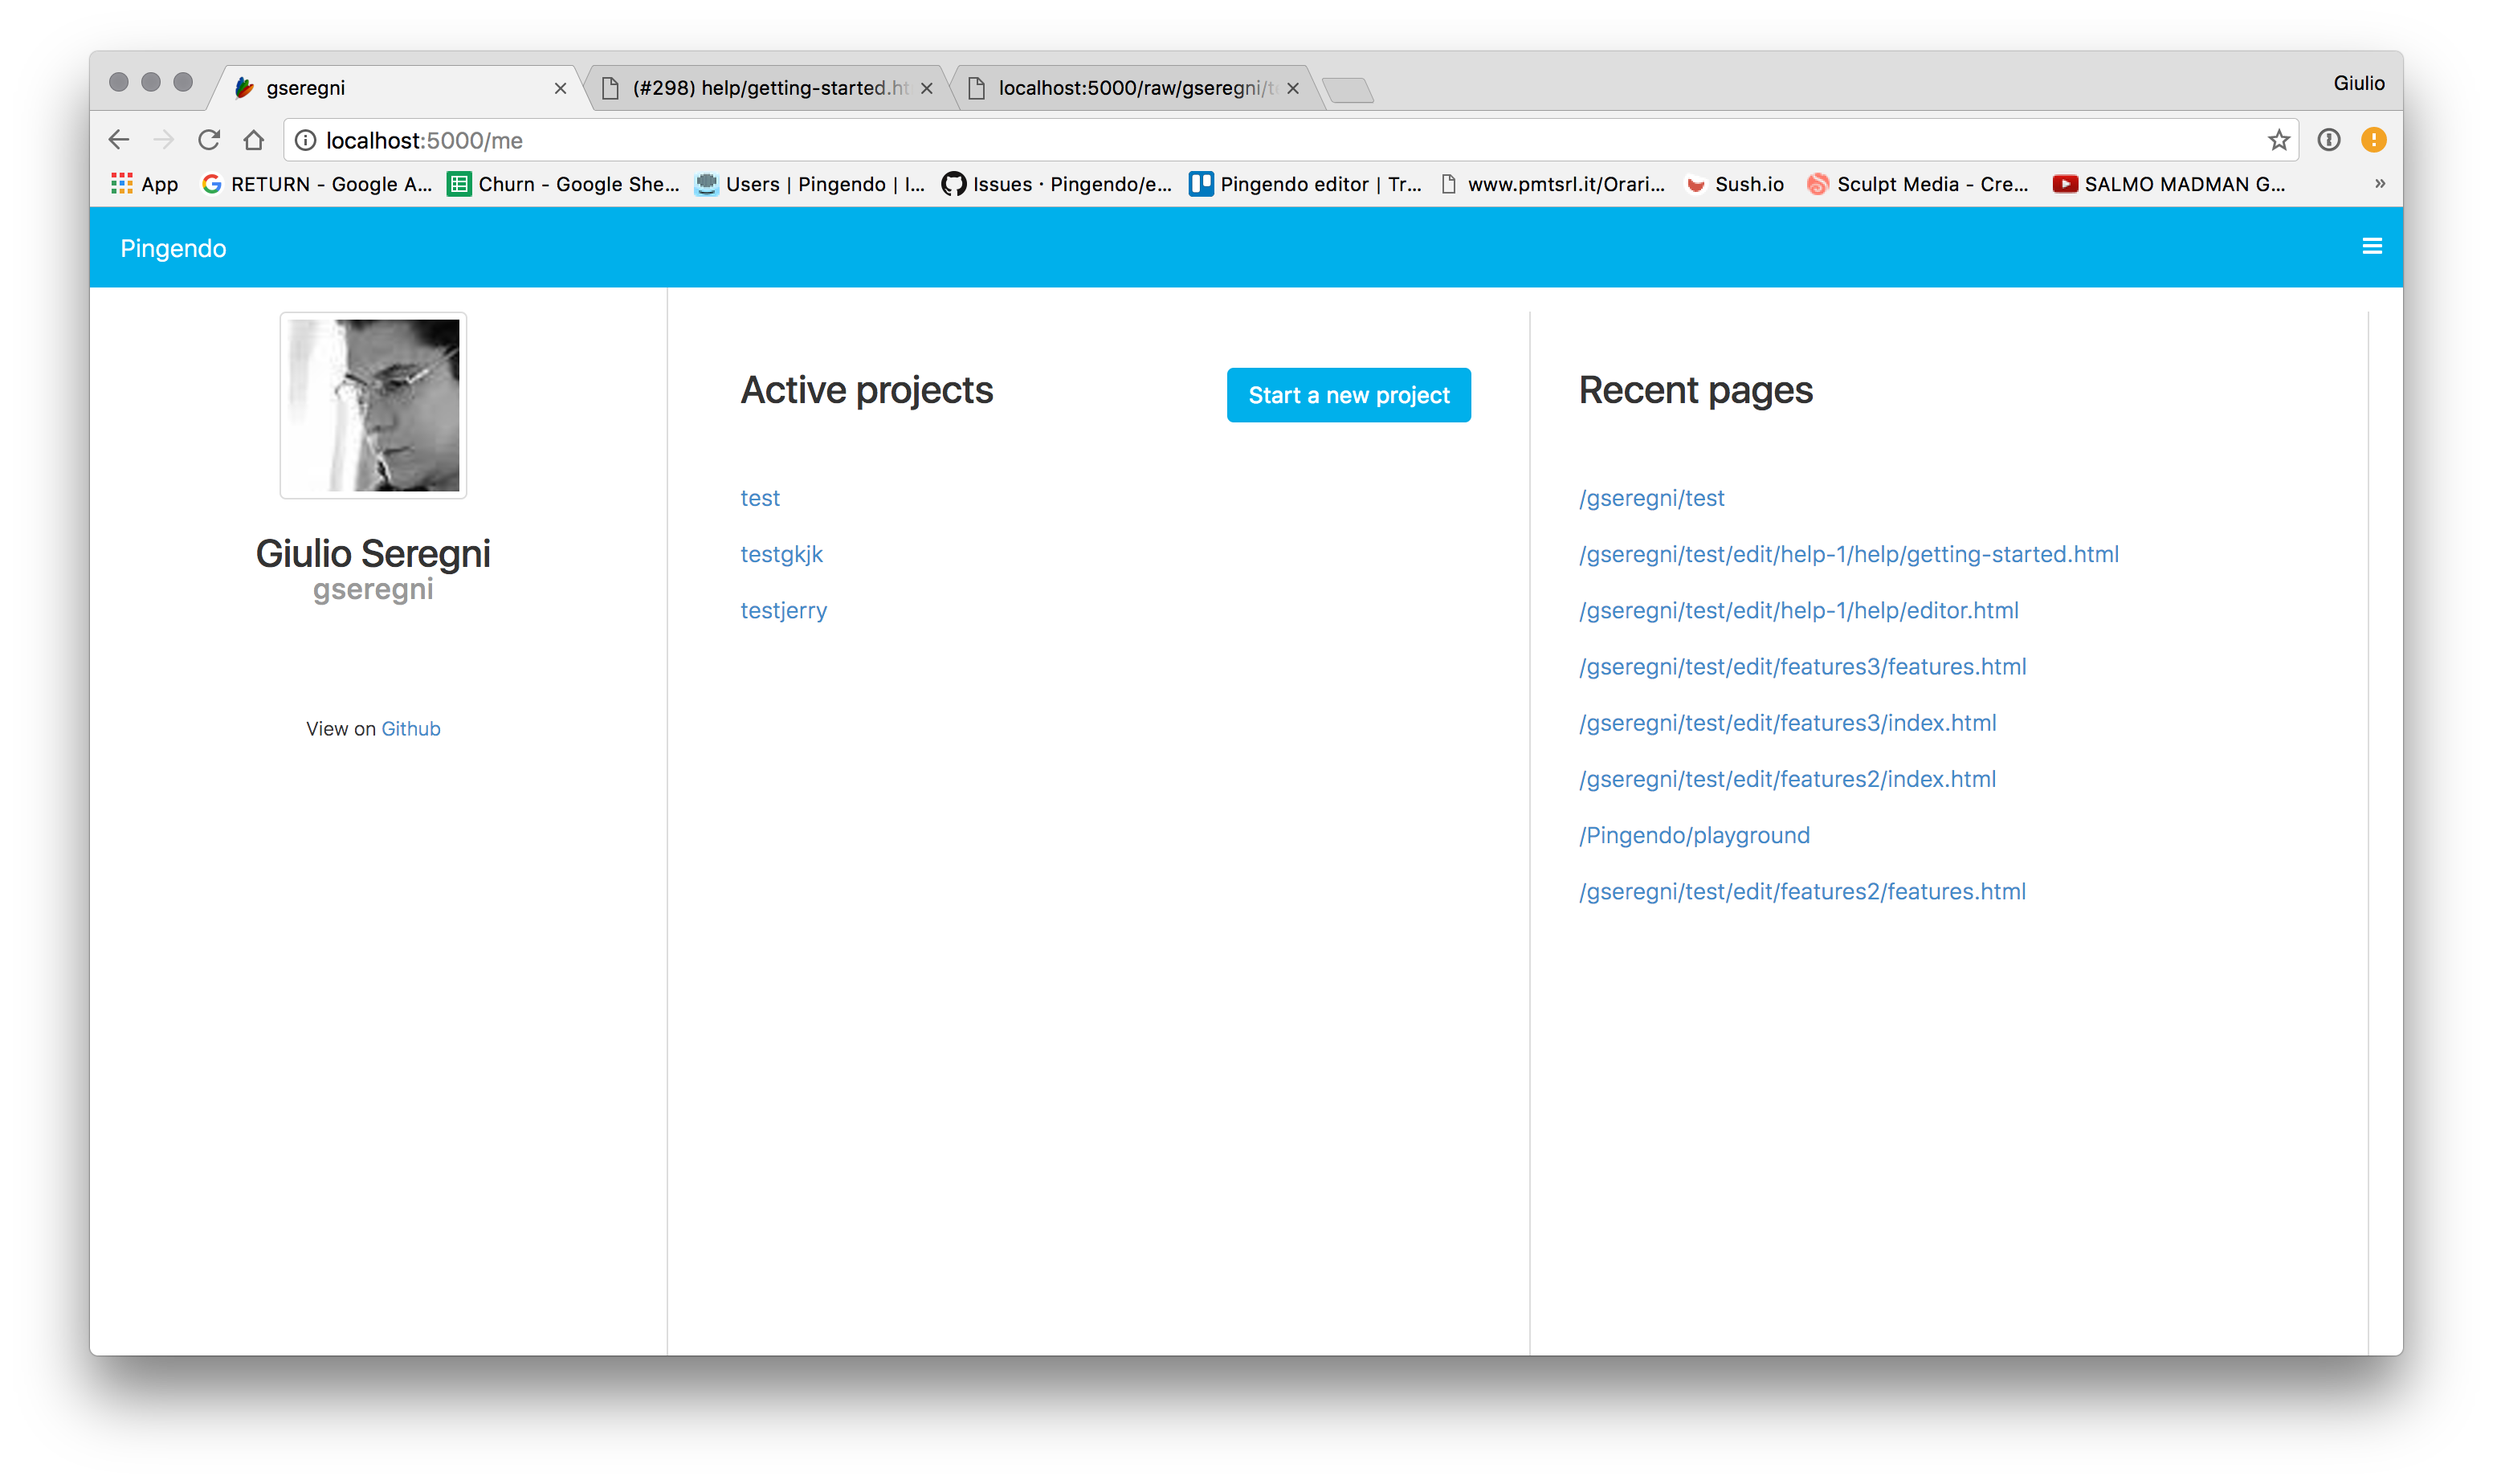 gseregni
(#298) help/getting-started.ht
localhost:5000/raw/gseregni/t
Giulio
localhost:5000/me
App
RETURN - Google A...
Churn - Google She...
Users | Pingendo | I...
Issues · Pingendo/e...
Pingendo editor | Tr...
www.pmtsrl.it/Orari...
Sush.io
Sculpt Media - Cre...
SALMO MADMAN G...
»
Pingendo
Giulio Seregni
gseregni
View on Github
Active projects
Start a new project
test
testgkjk
testjerry
Recent pages
/gseregni/test
/gseregni/test/edit/help-1/help/getting-started.html
/gseregni/test/edit/help-1/help/editor.html
/gseregni/test/edit/features3/features.html
/gseregni/test/edit/features3/index.html
/gseregni/test/edit/features2/index.html
/Pingendo/playground
/gseregni/test/edit/features2/features.html